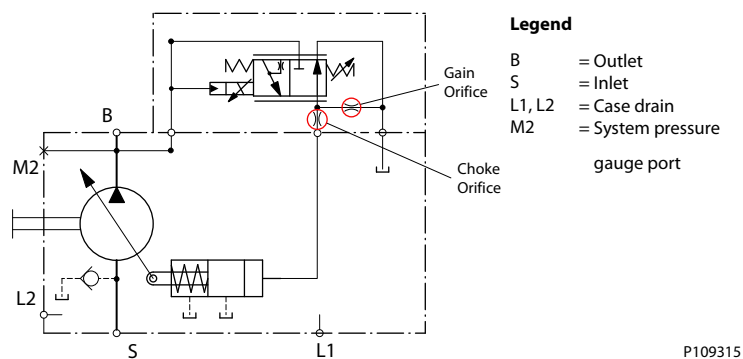 Legend
B = Outlet
S = Inlet
L1, L2 = Case drain
M2 = System pressure
gauge port
Gain
Orifice
Choke
Orifice
B
M2
L2
S
L1
P109315